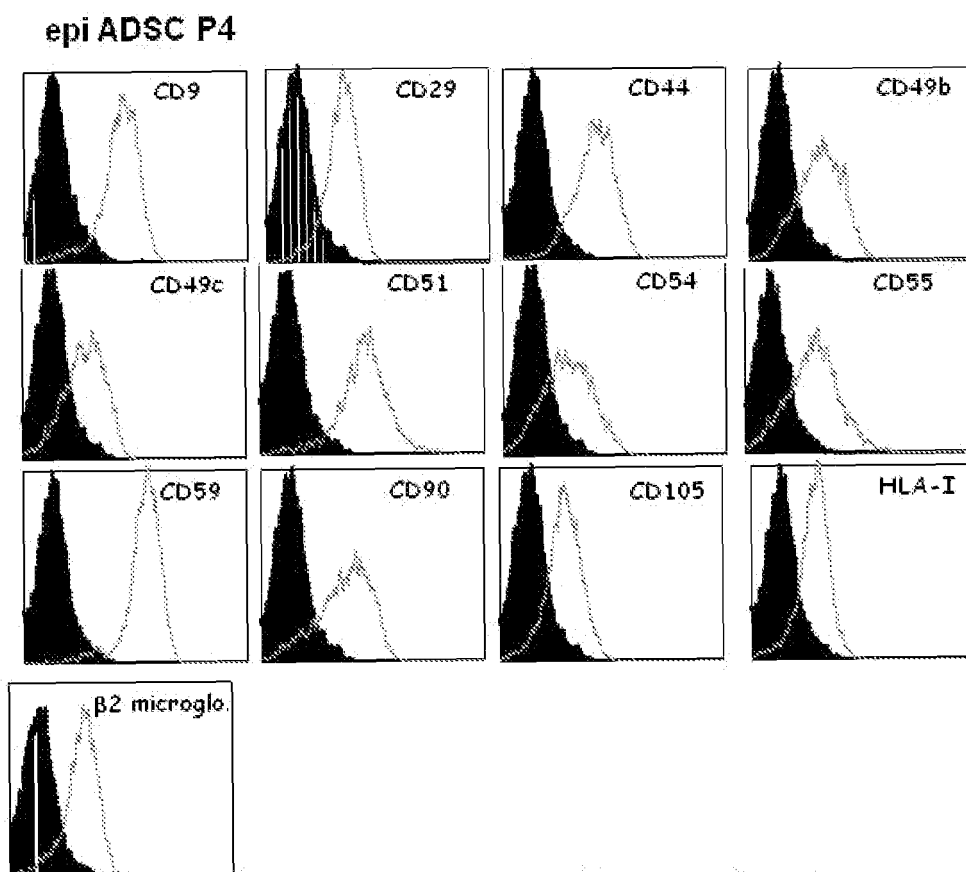 epi ADSC P4
CD9
CD29
CD44
CD49b
CD49c
CD51
CD54
CD55
CD59
CD90
CD105
HLA-I
β2 microglo.